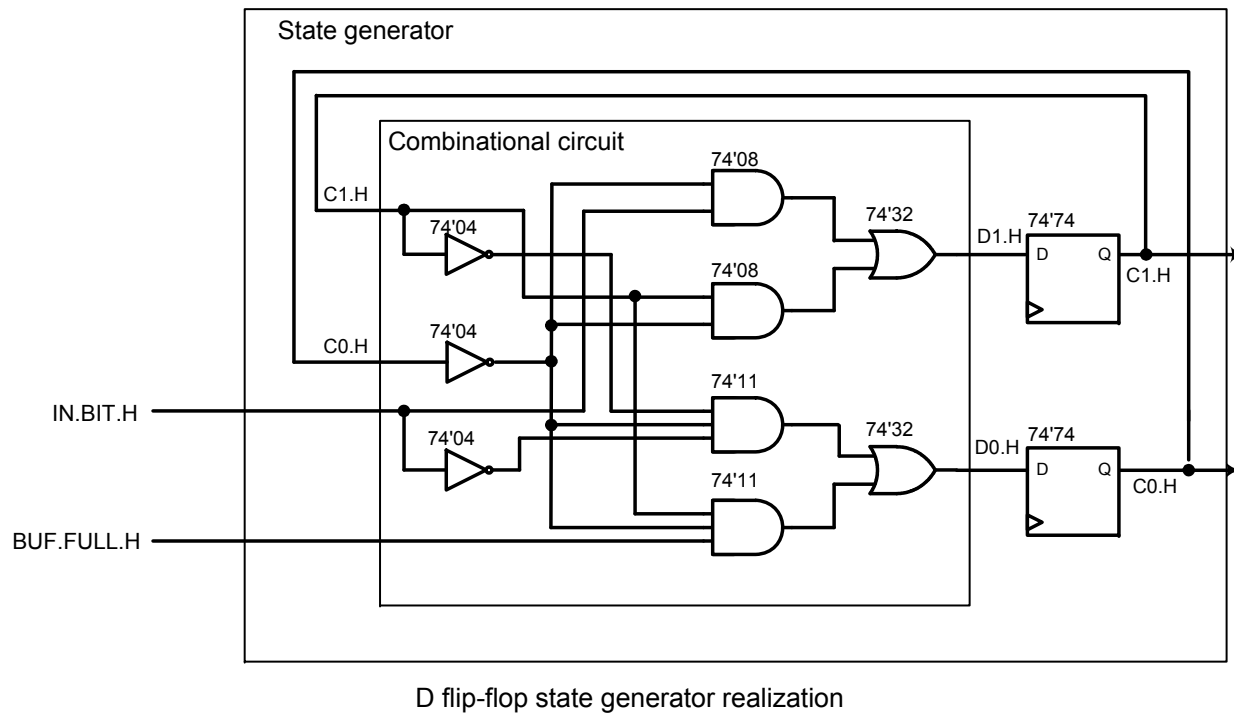 State generator
Combinational circuit
74'08
C1.H
74'04
74'32
D1.H
74'74
D
Q
C1.H
74'08
C0.H
74'04
74'11
IN.BIT.H
74'04
74'32
D0.H
74'74
D
Q
C0.H
74'11
BUF.FULL.H
D flip-flop state generator realization